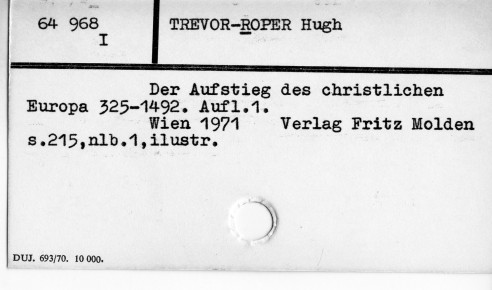 64 968
I
TREVOR-ROPER Hugh
Der Aufstieg des christlichen
Europa 325-1492. Aufl.1.
Wien 1971 Verlag Fritz Molden
s.215,nlb.1,ilustr.
DUJ. 693/70. 10 000.